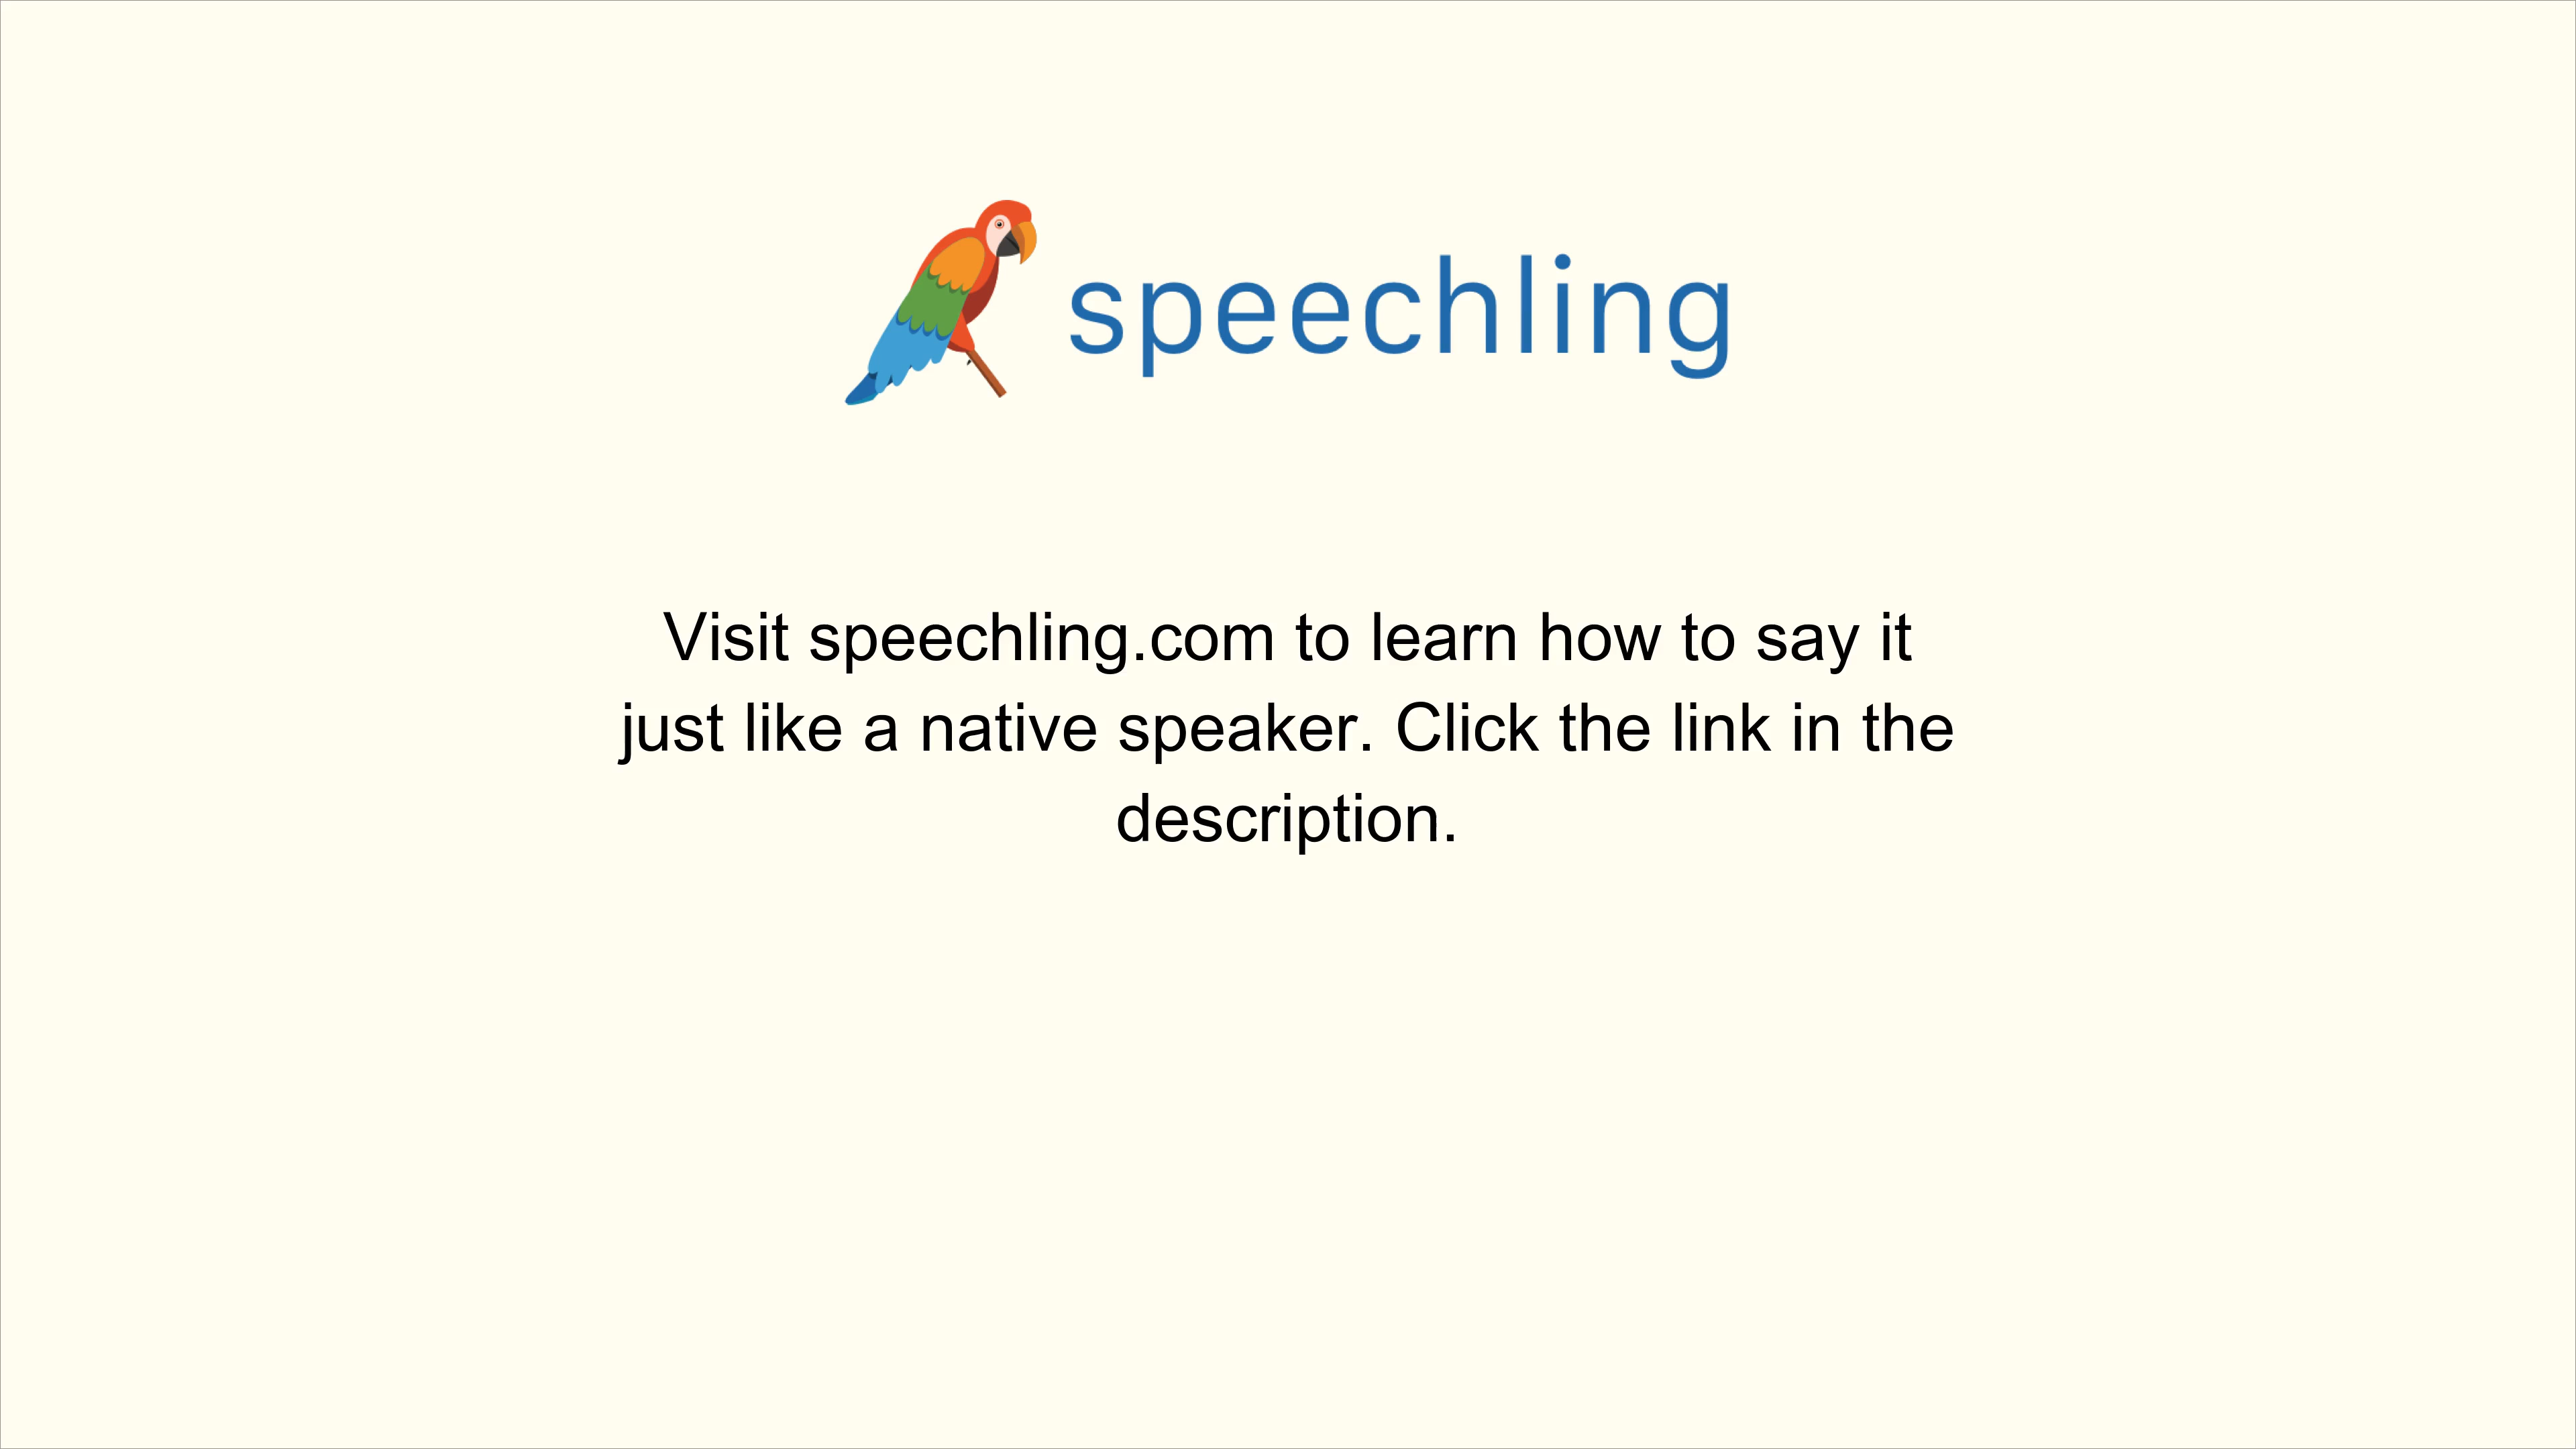 speechling
Visit speechling.com to learn how to say it
just like a native speaker. Click the link in the
description.